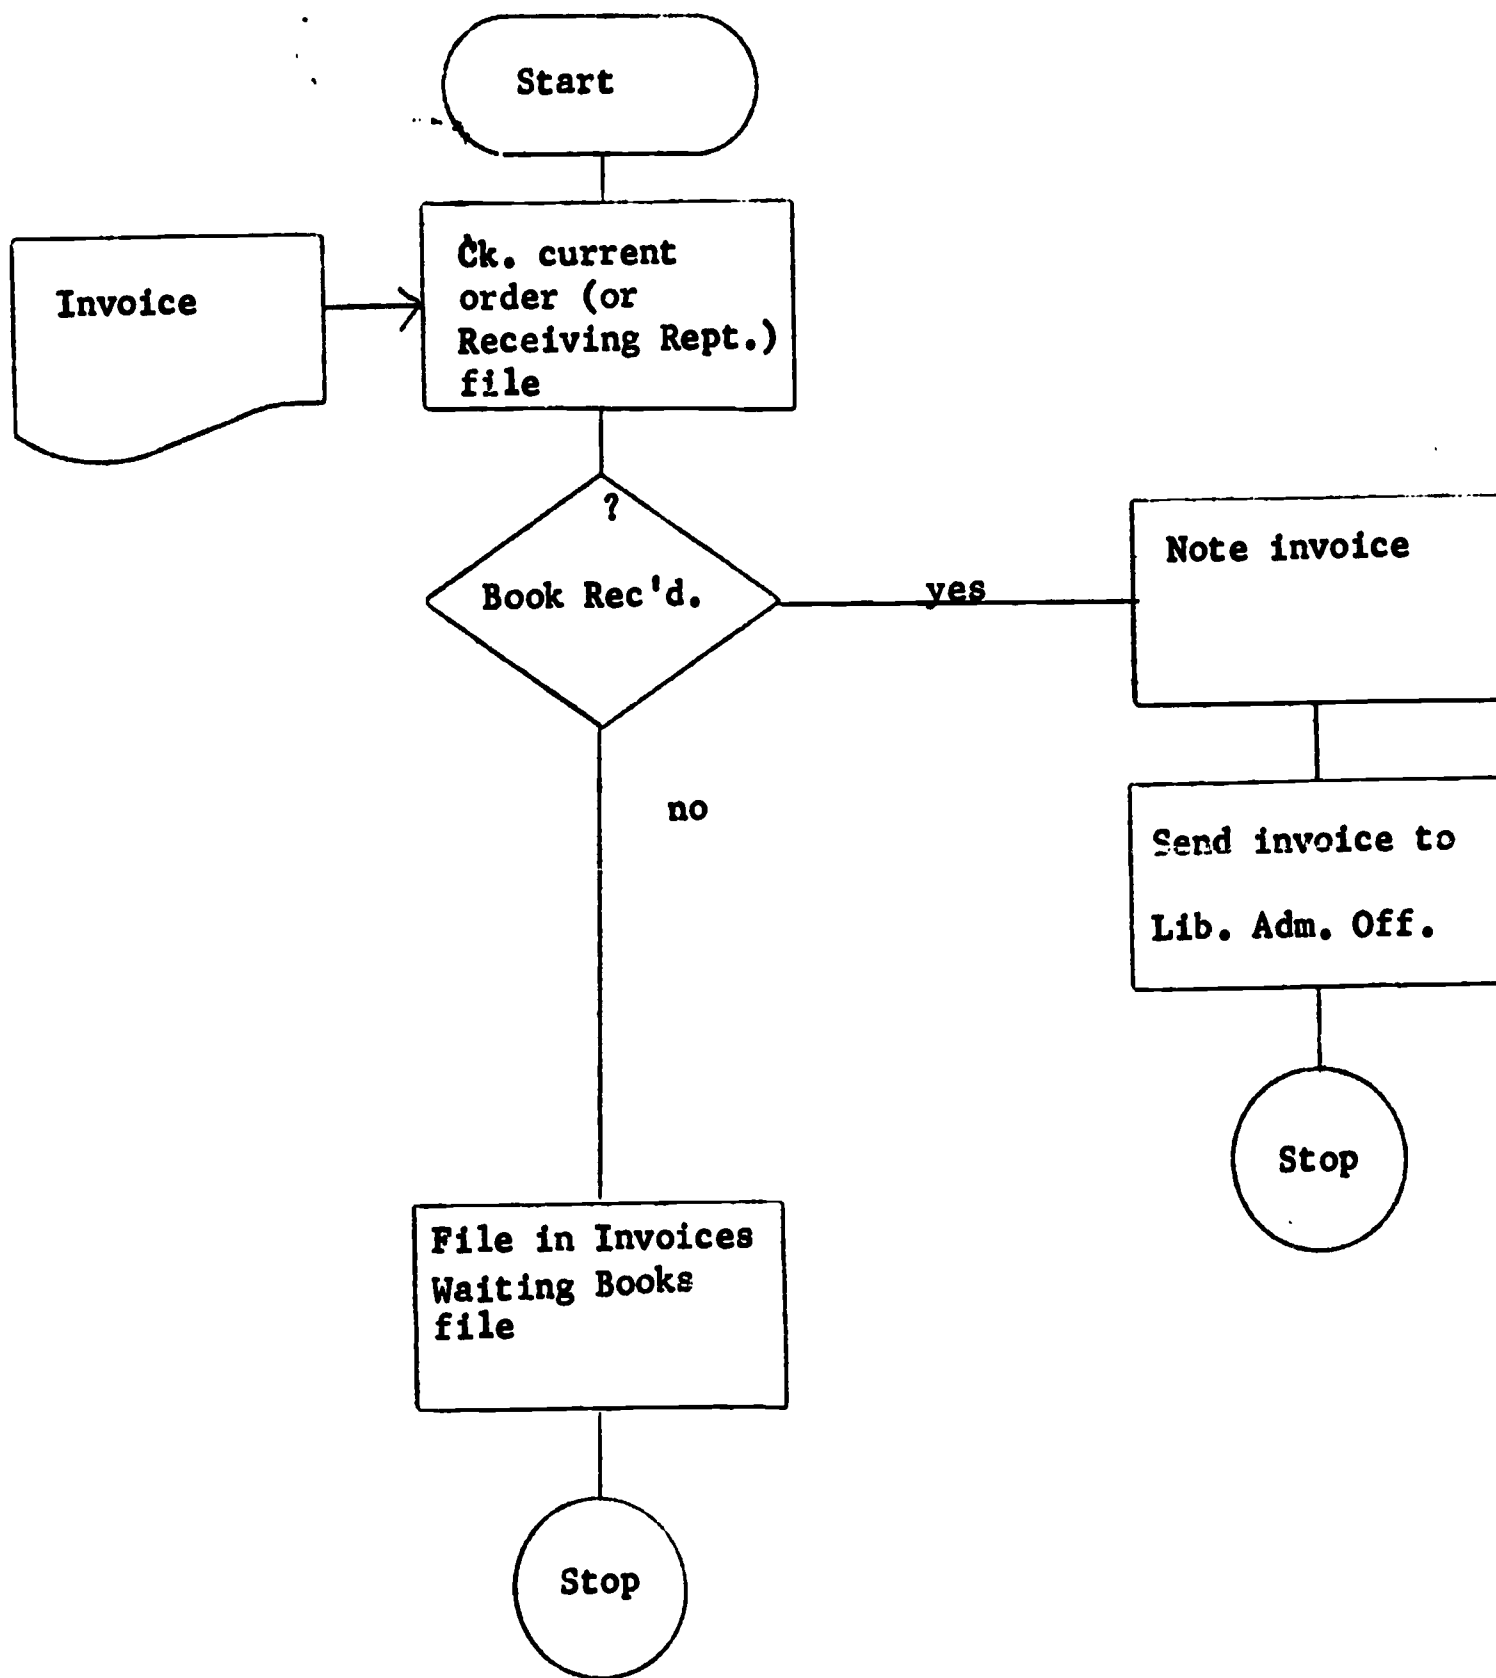 Start
Invoice
Ck. current
order (or
Receiving Rept.)
file
?
Book Rec'd.
yes
Note invoice
no
Send invoice to
Lib. Adm. Off.
Stop
File in Invoices
Waiting Books
file
Stop